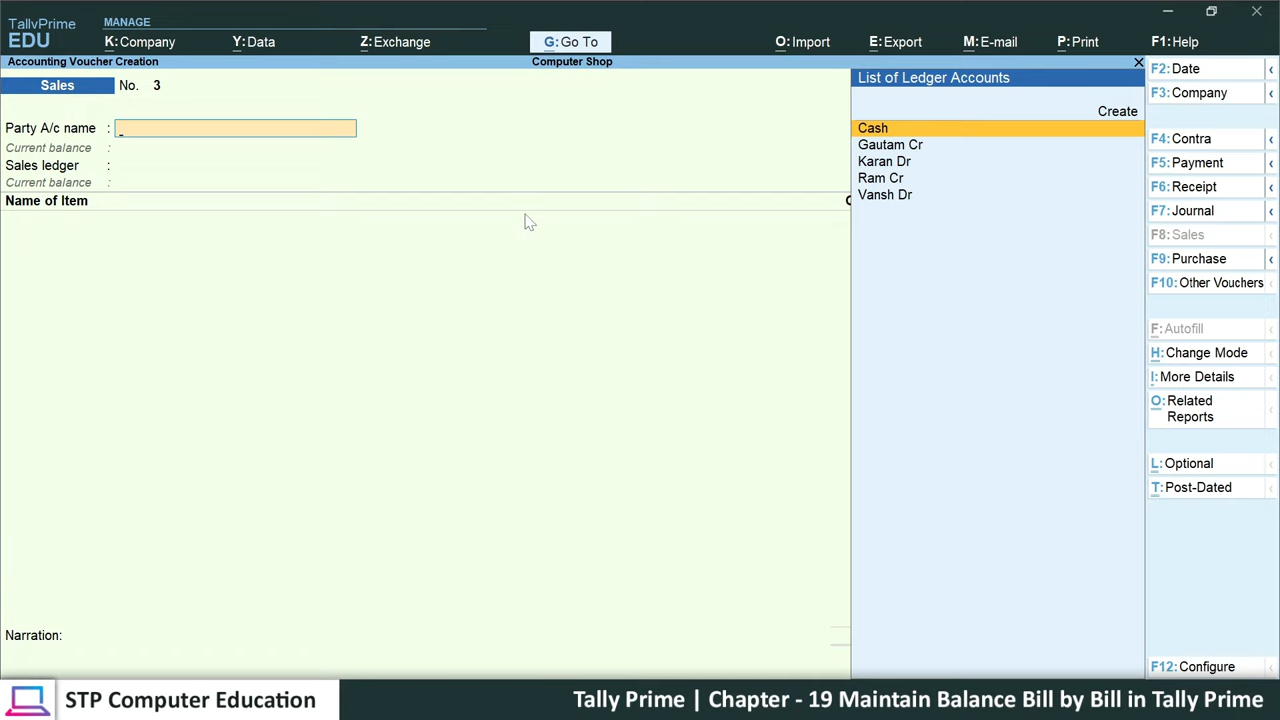 TallyPrime
EDU
MANAGE
K:Company
Y:Data
Z:Exchange
G:Go To
O:Import
E:Export
M:E-mail
P:Print
F1:Help
Accounting Voucher Creation
Computer Shop
Sales No. 3
Party A/c name :
Current balance :
Sales ledger :
Current balance :
Name of Item
Narration:
List of Ledger Accounts
Create
Cash
Gautam Cr
Karan Dr
Ram Cr
Vansh Dr
F2:Date
F3:Company
F4:Contra
F5:Payment
F6:Receipt
F7:Journal
F8:Sales
F9:Purchase
F10:Other Vouchers
F:Autofill
H:Change Mode
I:More Details
O:Related
Reports
L:Optional
T:Post-Dated
F12:Configure
STP Computer Education
Tally Prime | Chapter - 19 Maintain Balance Bill by Bill in Tally Prime